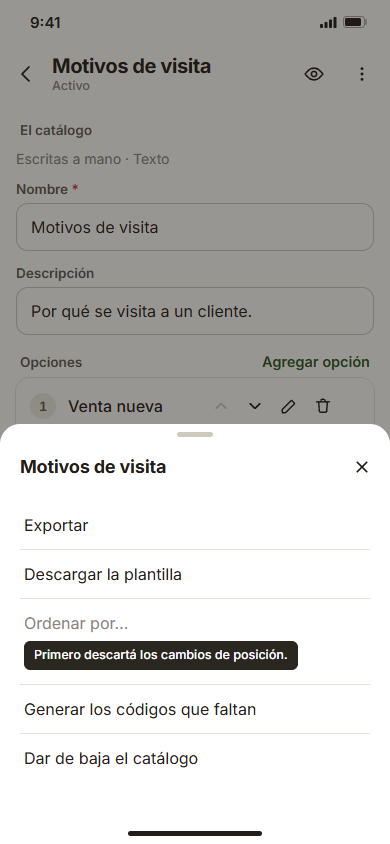 9:41
Motivos de visita
Activo
El catálogo
Escritas a mano · Texto
Nombre *
Motivos de visita
Descripción
Por qué se visita a un cliente.
Opciones
Agregar opción
1
Venta nueva
Motivos de visita
Exportar
Descargar la plantilla
Ordenar por...
Primero descartá los cambios de posición.
Generar los códigos que faltan
Dar de baja el catálogo